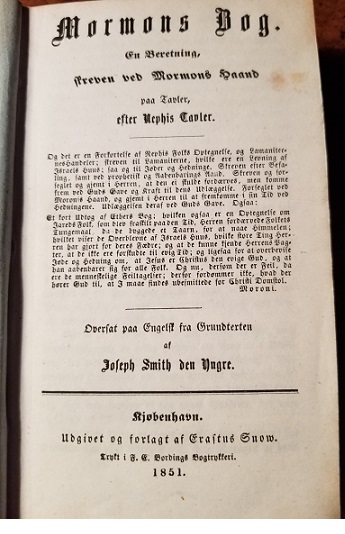 Mormons Bog.
En Beretning,
skreven ved Mormons Haand
paa Tavler,
efter Nephis Tavler.
Og det er en Forkortelse af Nephis Folks Optegnelse, og Lamaniter-
nes Handeler; skreven til Lamaniterne, hvilke ere en Levning af
Israels Huus; saa og til Jøder og Hedninge. Skreven efter Befa-
ling, samt ved prophetisk og Aabenbarings Aand. Skreven og for-
seglet og gjemt i Herren, at den ei skulde fordærves, men komme
frem ved Guds Gave og Kraft til dens Udlæggelse. Forseglet ved
Moronis Haand, og gjemt i Herren til at fremkomme i sin Tid ved
Hedningene. Udlæggelsen deraf ved Guds Gave. Ogsaa:
Et kort Udtog af Ethers Bog; hvilken ogsaa er en Optegnelse om
Jareds Folk, som blev fraskilt paa den Tid, Herren fordærvede Folkets
Tungemaal, da de byggede et Taarn, for at naae Himmelen;
hvilket viser de Overblevne af Israels Huus, hvilke store Ting Her-
ren har gjort for deres Fædre; og at de kunne kjende Herrens Pag-
ter, at de ikke ere forskudte til evig Tid; og ligeledes for at overbevise
Jøde og Hedning om, at Jesus er Christus den evige Gud, og at
han aabenbarer sig for alle Folk. Og nu, dersom der er Feil, da
ere de menneskelige Feiltagelser; derfor fordømmer ikke, hvad der
hører Gud til, at I maae findes ubesmittede for Christi Domstol.
Moroni.
Oversat paa Engelsk fra Grundtexten
af
Joseph Smith den Yngre.
Kjøbenhavn.
Udgivet og forlagt af Erastus Snow.
Trykt i F. E. Bordings Bogtrykkeri.
1851.